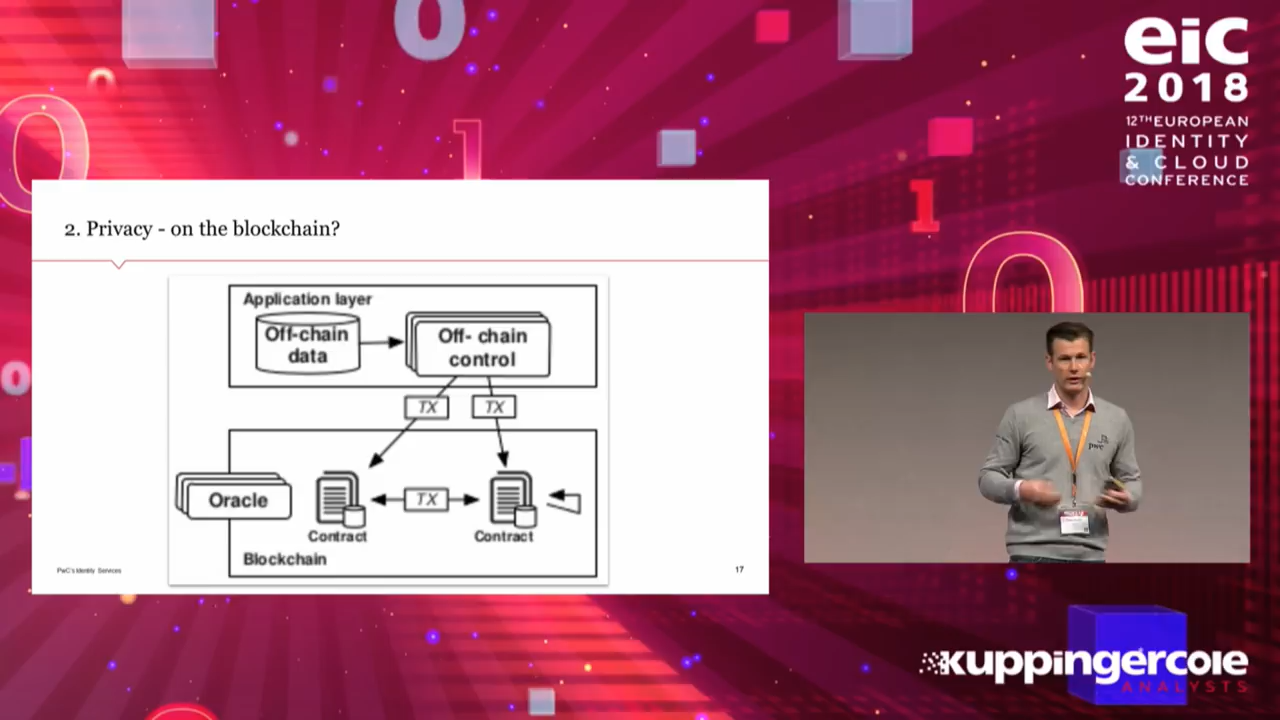 eic
2018
12TH EUROPEAN
IDENTITY
& CLOUD
CONFERENCE
2. Privacy - on the blockchain?
Application layer
Off-chain
data
Off- chain
control
TX
TX
Oracle
TX
Contract
Contract
Blockchain
PwC's Identity Services
17
pwc
kuppingercole
ANALYSTS